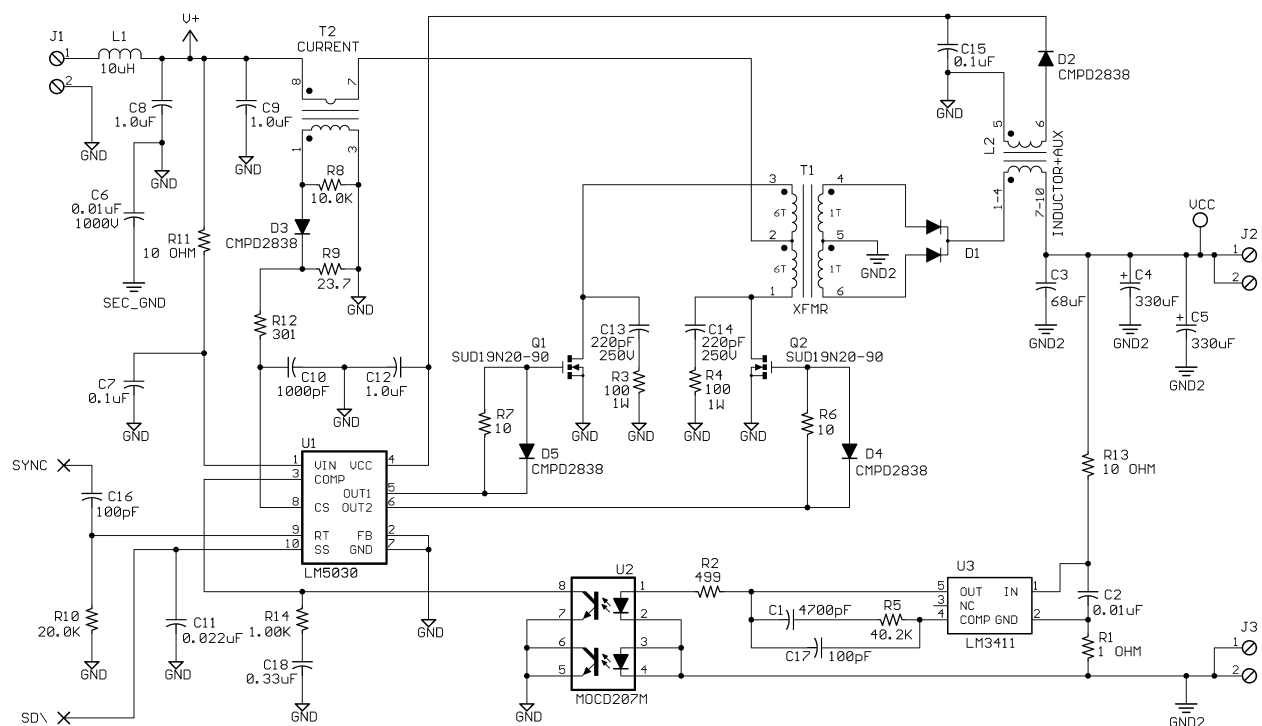 V+
J1
1
2
L1
10uH
T2
CURRENT
8
7
1
3
C8
1.0uF
C9
1.0uF
GND
GND
C6
0.01uF
1000V
SEC_GND
R11
10 OHM
R8
10.0K
D3
CMPD2838
R9
23.7
GND
R12
301
C10
1000pF
C12
1.0uF
GND
C7
0.1uF
GND
C15
0.1uF
GND
D2
CMPD2838
5
6
L2
1-4
7-10
INDUCTOR+AUX
T1
3
4
6T
1T
2
5
6T
1T
1
6
XFMR
GND2
D1
VCC
J2
1
2
C3
68uF
GND2
+
C4
330uF
GND2
+
C5
330uF
GND2
Q1
SUD19N20-90
C13
220pF
250V
R3
100
1W
GND
GND
C14
220pF
250V
R4
100
1W
Q2
SUD19N20-90
GND
GND
R7
10
D5
CMPD2838
R6
10
D4
CMPD2838
R13
10 OHM
SYNC
C16
100pF
U1
1
VIN
VCC
4
3
COMP
OUT1
5
8
CS
OUT2
6
9
RT
FB
2
10
SS
GND
7
LM5030
R10
20.0K
GND
C11
0.022uF
GND
R14
1.00K
C18
0.33uF
GND
GND
SD\
U2
8
1
7
2
6
3
5
4
MOCD207M
GND
R2
499
C1
4700pF
R5
40.2K
C17
100pF
U3
5
OUT
IN
1
3
NC
4
COMP
GND
2
LM3411
C2
0.01uF
R1
1 OHM
J3
1
2
GND2